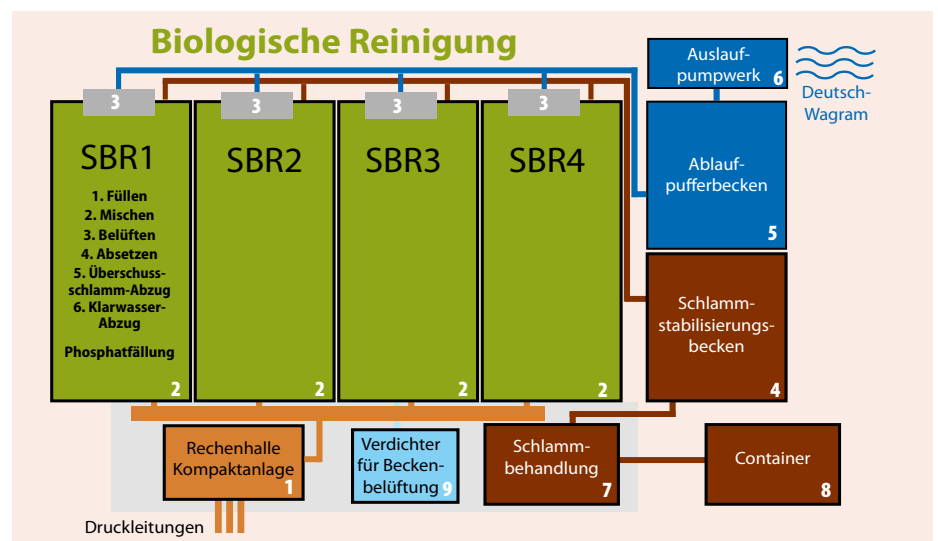 Biologische Reinigung
Auslauf-
pumpwerk 6
Deutsch-
Wagram
3
3
3
3
SBR1
SBR2
SBR3
SBR4
1. Füllen
2. Mischen
3. Belüften
4. Absetzen
5. Überschuss-
schlamm-Abzug
6. Klarwasser-
Abzug
Phosphatfällung
2
2
2
2
Ablauf-
pufferbecken
5
Schlamm-
stabilisierungs-
becken
4
Rechenhalle
Kompaktanlage
1
Verdichter
für Becken-
belüftung 9
Schlamm-
behandlung
7
Container
8
Druckleitungen